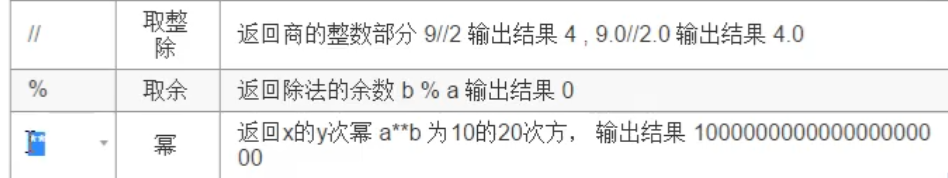 // 取整除 返回商的整数部分 9//2 输出结果 4 , 9.0//2.0 输出结果 4.0
% 取余 返回除法的余数 b % a 输出结果 0
幂 返回x的y次幂 a**b 为10的20次方， 输出结果 1000000000000000000
00